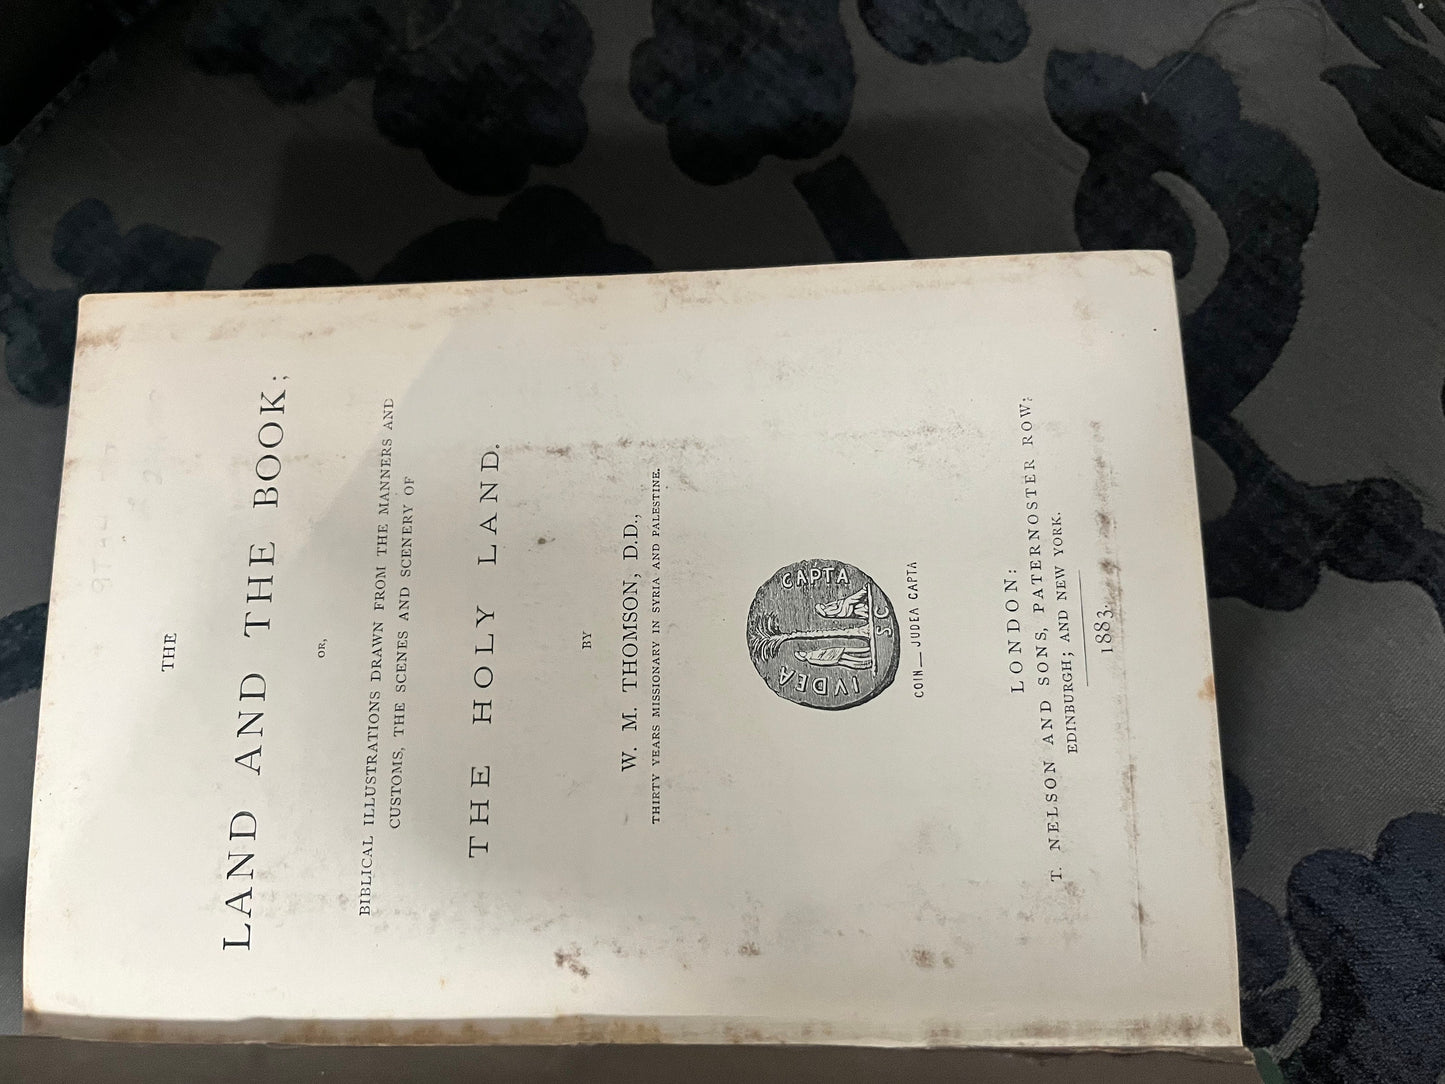 THE
LAND AND THE BOOK;
OR,
BIBLICAL ILLUSTRATIONS DRAWN FROM THE MANNERS AND
CUSTOMS, THE SCENES AND SCENERY OF
THE HOLY LAND.
BY
W. M. THOMSON, D.D.,
THIRTY YEARS MISSIONARY IN SYRIA AND PALESTINE.
IVDEA CAPTA
S C
COIN_ JUDEA CAPTA
LONDON:
T. NELSON AND SONS, PATERNOSTER ROW:
EDINBURGH; AND NEW YORK.
1883.